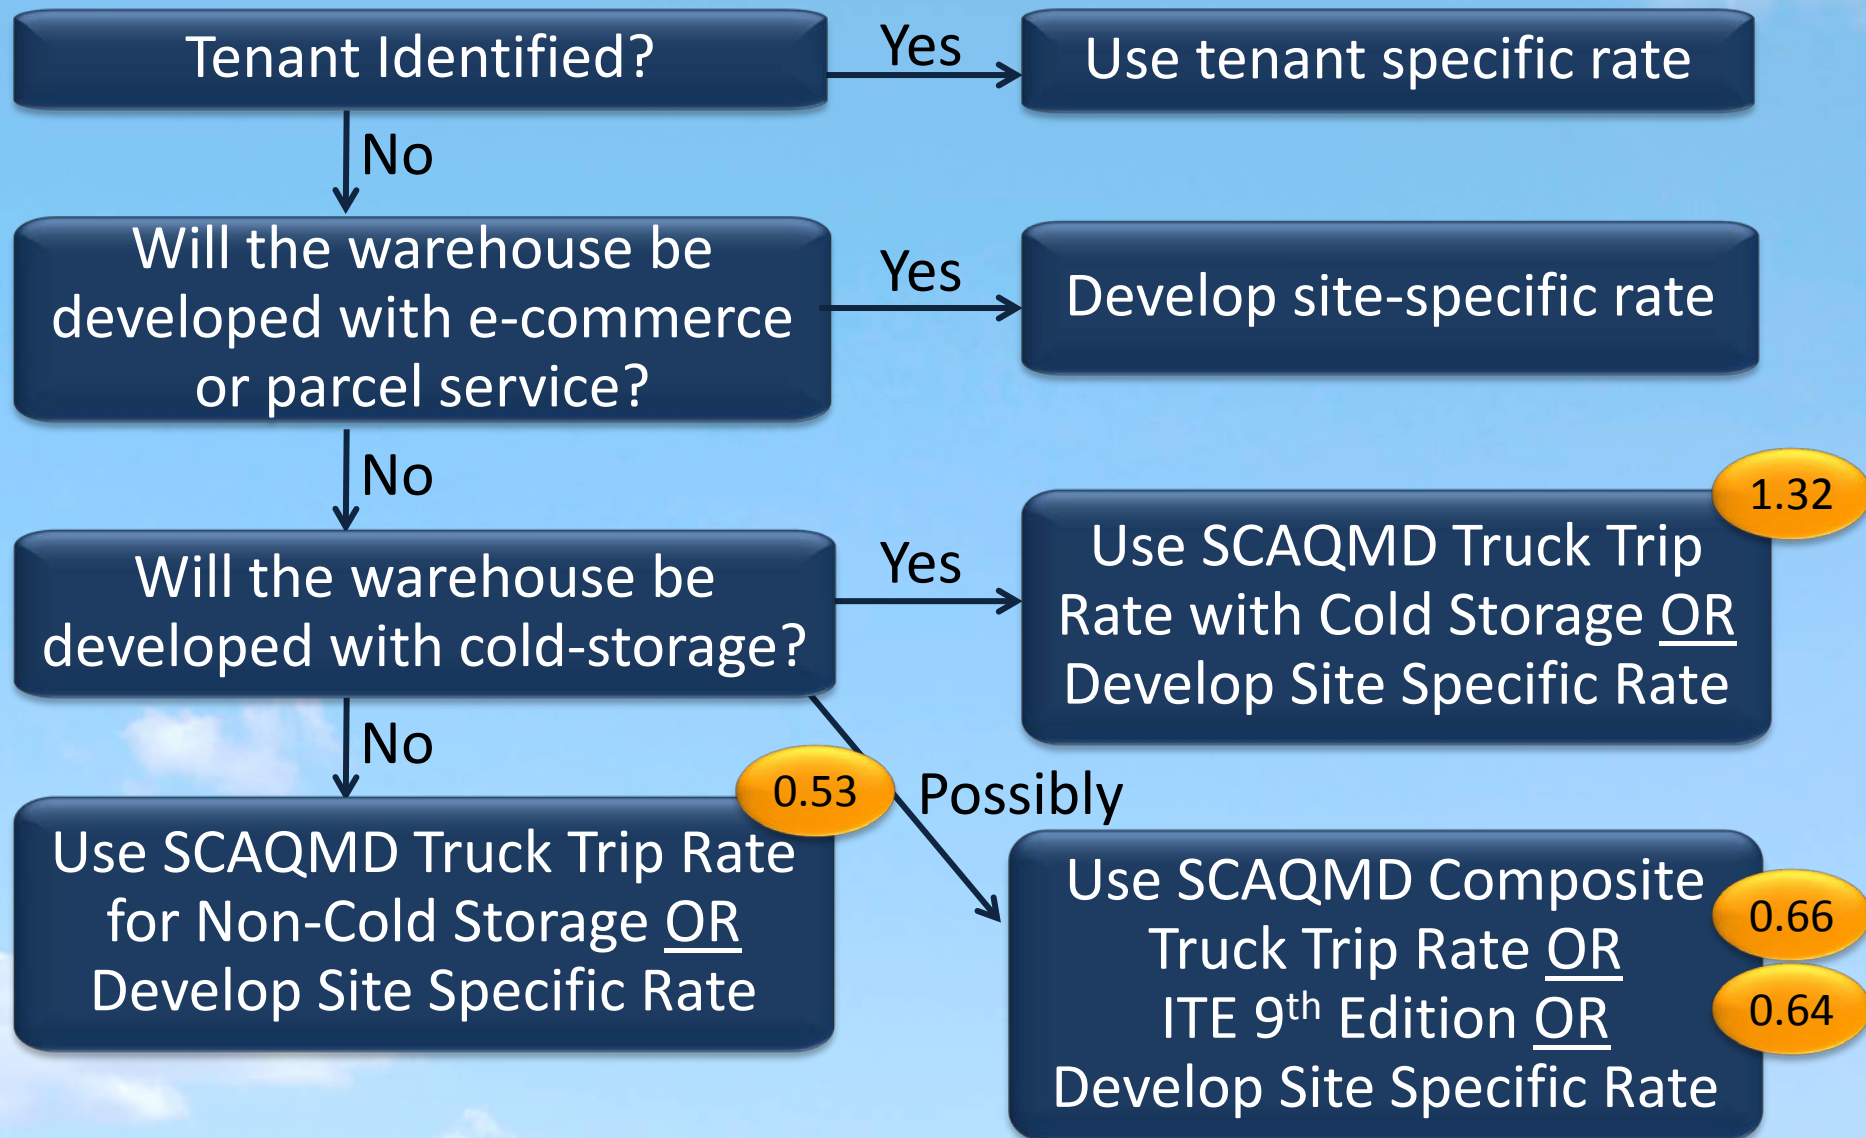 Tenant Identified?
Yes
Use tenant specific rate
No
Will the warehouse be
developed with e-commerce
or parcel service?
Yes
Develop site-specific rate
No
Will the warehouse be
developed with cold-storage?
Yes
1.32
Use SCAQMD Truck Trip
Rate with Cold Storage OR
Develop Site Specific Rate
No
0.53
Possibly
Use SCAQMD Truck Trip Rate
for Non-Cold Storage OR
Develop Site Specific Rate
Use SCAQMD Composite
Truck Trip Rate OR
ITE 9th Edition OR
Develop Site Specific Rate
0.66
0.64